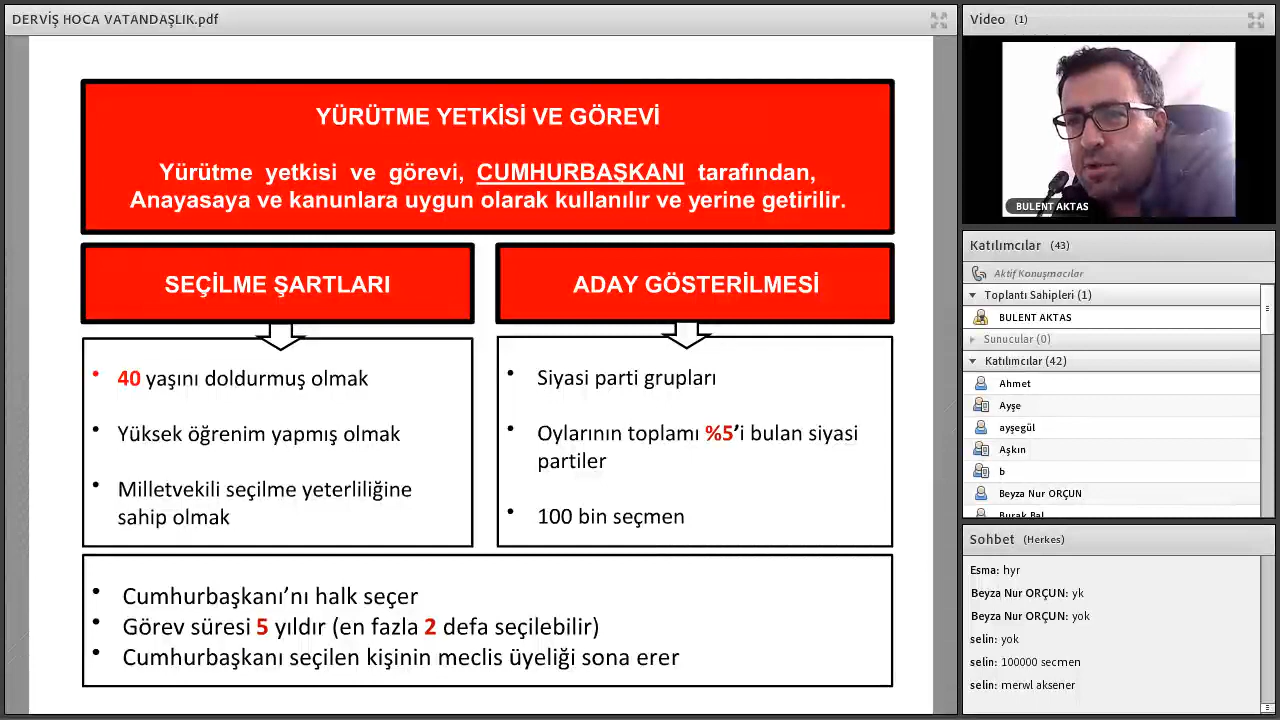 DERVİŞ HOCA VATANDAŞLIK.pdf
YÜRÜTME YETKİSİ VE GÖREVİ
Yürütme yetkisi ve görevi, CUMHURBAŞKANI tarafından,
Anayasaya ve kanunlara uygun olarak kullanılır ve yerine getirilir.
SEÇİLME ŞARTLARI
• 40 yaşını doldurmuş olmak
• Yüksek öğrenim yapmış olmak
• Milletvekili seçilme yeterliliğine
sahip olmak
ADAY GÖSTERİLMESİ
• Siyasi parti grupları
• Oylarının toplamı %5’i bulan siyasi
partiler
• 100 bin seçmen
• Cumhurbaşkanı’nı halk seçer
• Görev süresi 5 yıldır (en fazla 2 defa seçilebilir)
• Cumhurbaşkanı seçilen kişinin meclis üyeliği sona erer
Video (1)
BULENT AKTAS
Katılımcılar (43)
Aktif Konuşmacılar
Toplantı Sahipleri (1)
BULENT AKTAS
Sunucular (0)
Katılımcılar (42)
Ahmet
Ayşe
ayşegül
Aşkın
b
Beyza Nur ORÇUN
Burak Bal
Sohbet (Herkes)
Esma: hyr
Beyza Nur ORÇUN: yk
Beyza Nur ORÇUN: yok
selin: yok
selin: 100000 secmen
selin: merwl aksener